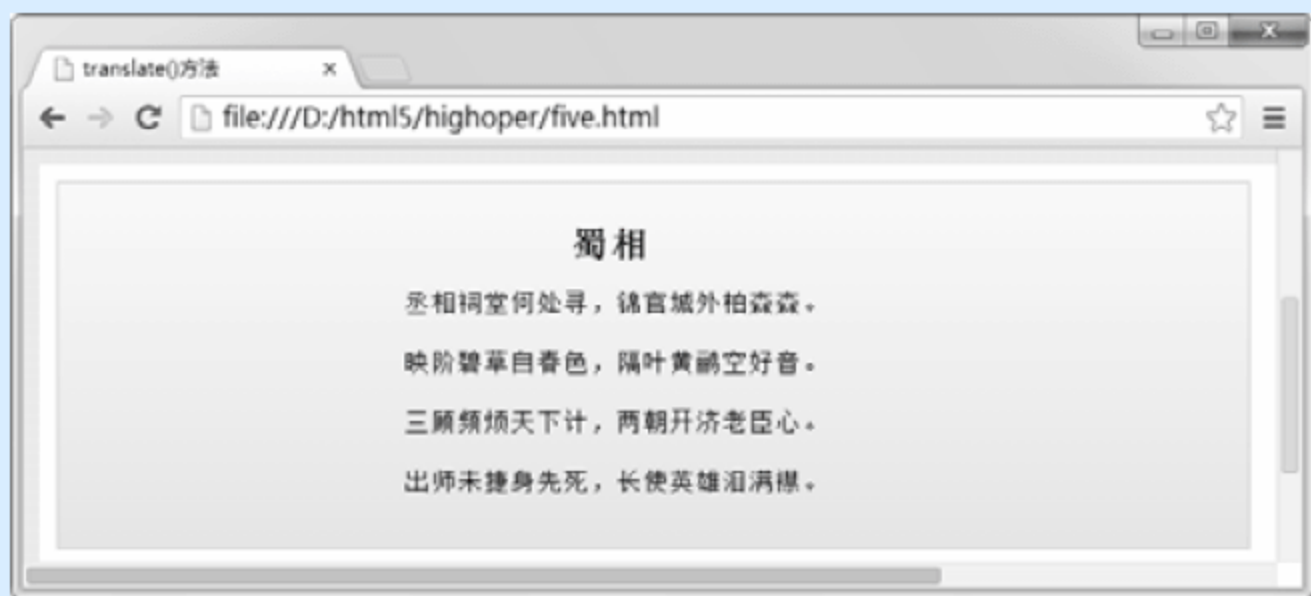 translate()方法
file:///D:/html5/highoper/five.html
蜀相
丞相祠堂何处寻，锦官城外柏森森。
映阶碧草自春色，隔叶黄鹂空好音。
三顾频烦天下计，两朝开济老臣心。
出师未捷身先死，长使英雄泪满襟。